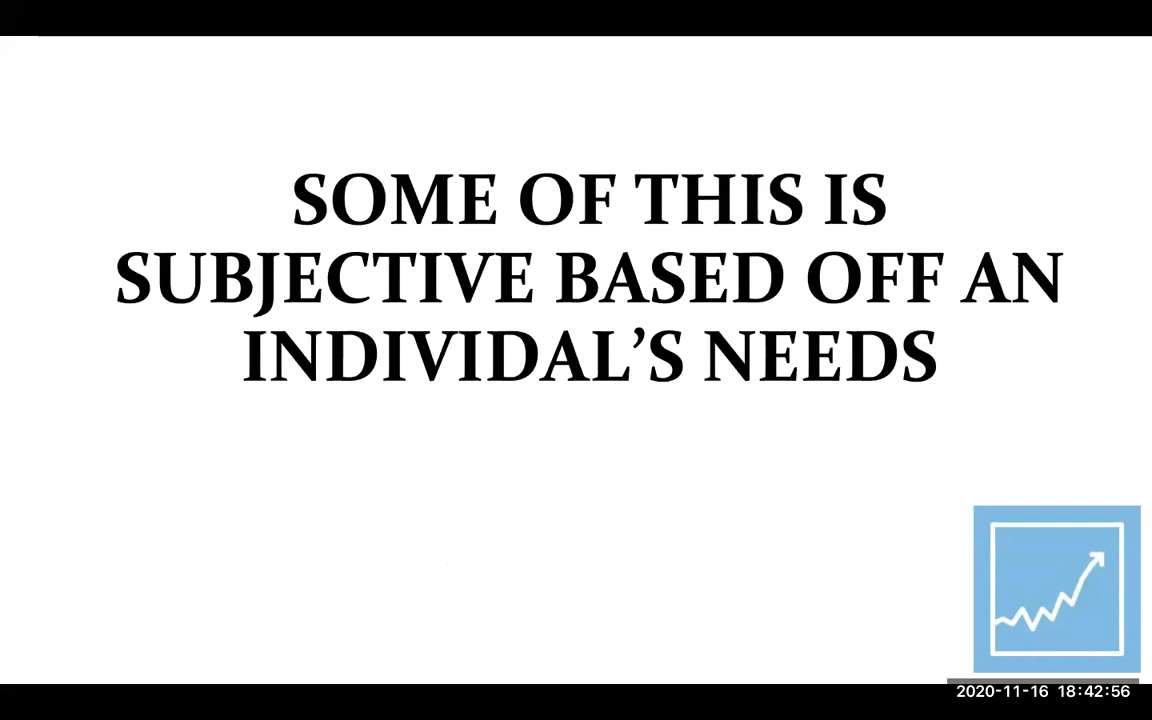 SOME OF THIS IS
SUBJECTIVE BASED OFF AN
INDIVIDAL’S NEEDS
2020-11-16 18:42:56